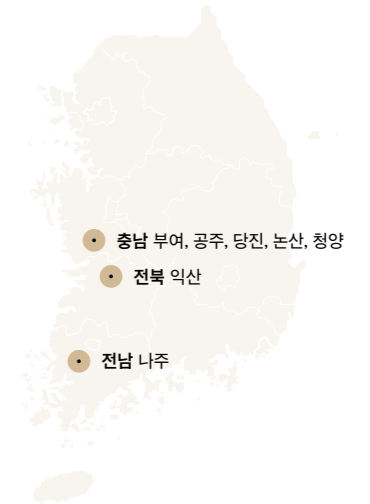 충남 부여, 공주, 당진, 논산, 청양
전북 익산
전남 나주